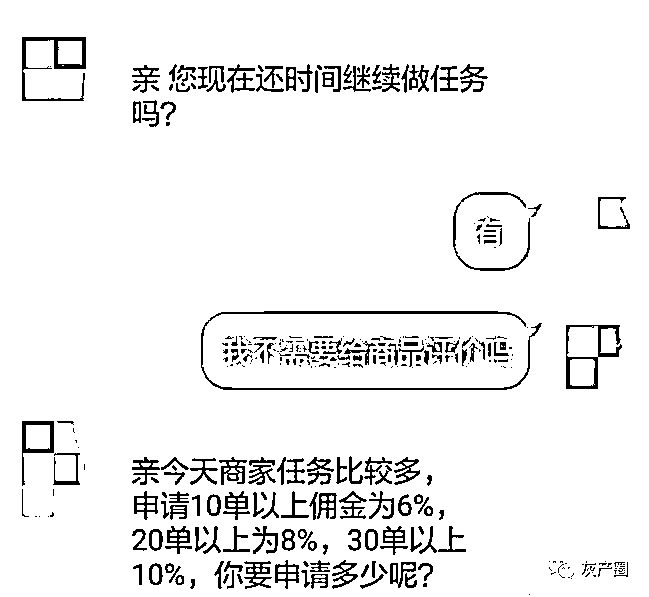 亲 您现在还时间继续做任务
吗?
有
我不需要给商品评价吗
亲今天商家任务比较多，
申请10单以上佣金为6%，
20单以上为8%，30单以上
10%，你要申请多少呢?
灰产圈